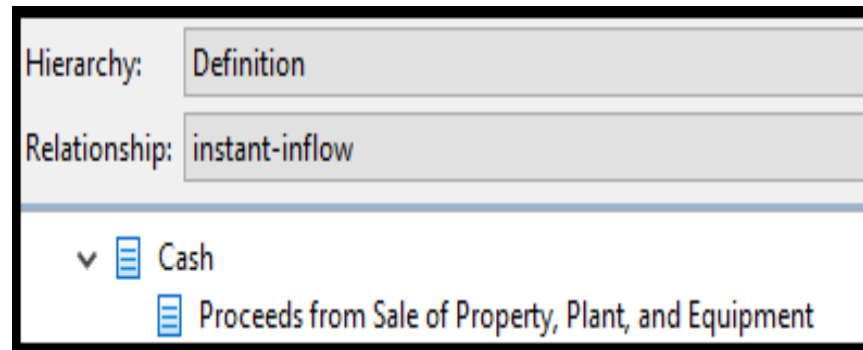 Hierarchy: Definition
Relationship: instant-inflow
Cash
Proceeds from Sale of Property, Plant, and Equipment